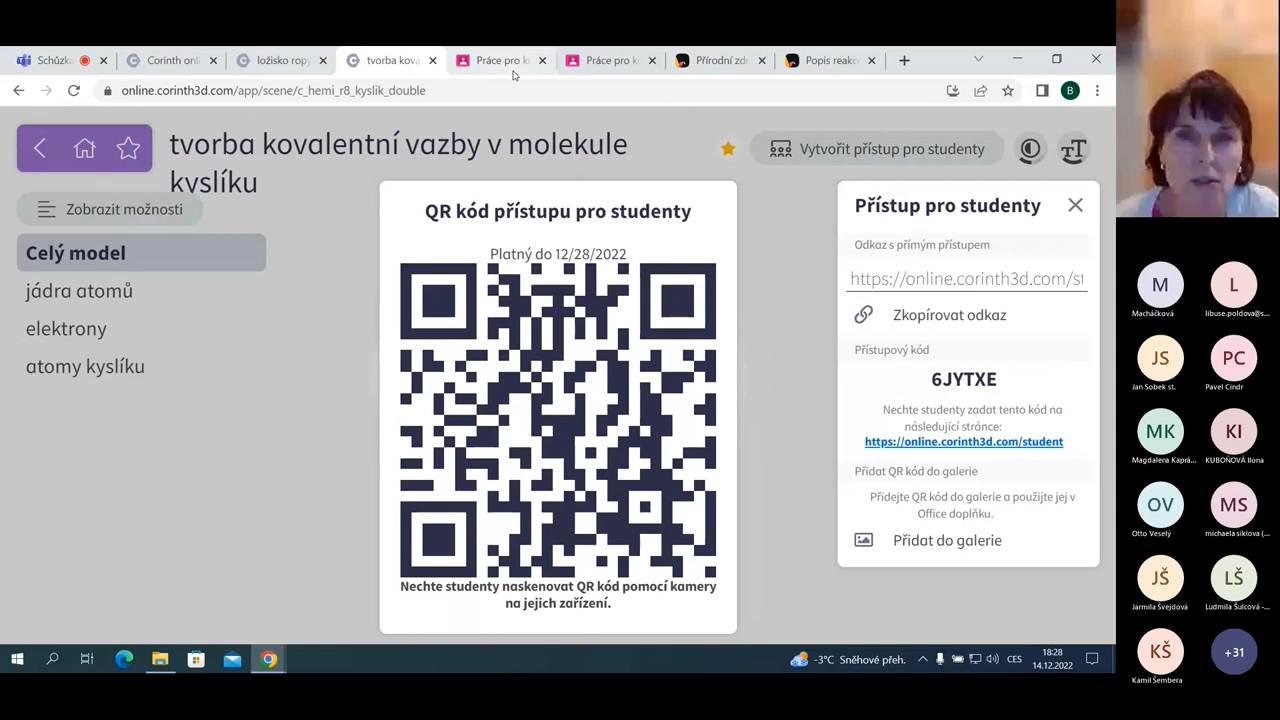 Schůzka
Corinth onl
ložisko ropy
tvorba kova
Práce pro k
Práce pro k
Přírodní zdr
Popis reakc
online.corinth3d.com/app/scene/c_hemi_r8_kyslik_double
B
tvorba kovalentní vazby v molekule
kyslíku
Vytvořit přístup pro studenty
Zobrazit možnosti
Celý model
jádra atomů
elektrony
atomy kyslíku
QR kód přístupu pro studenty
Platný do 12/28/2022
Nechte studenty naskenovat QR kód pomocí kamery
na jejich zařízení.
Přístup pro studenty
Odkaz s přímým přístupem
https://online.corinth3d.com/st
Zkopírovat odkaz
Přístupový kód
6JYTXE
Nechte studenty zadat tento kód na
následující stránce:
https://online.corinth3d.com/student
Přidat QR kód do galerie
Přidejte QR kód do galerie a použijte jej v
Office doplňku.
Přidat do galerie
-3°C Sněhové přeh.
CES
18:28
14.12.2022
M
Macháčková
L
libuse.poldova@s...
JS
Jan Sobek st.
PC
Pavel Cindr
MK
Magdalena Kaprá...
KI
KUBOŇOVÁ Ilona
OV
Otto Veselý
MS
michaela siklova (...
JŠ
Jarmila Švejdová
LŠ
Ludmila Šulcová -...
KŠ
Kamil Šembera
+31